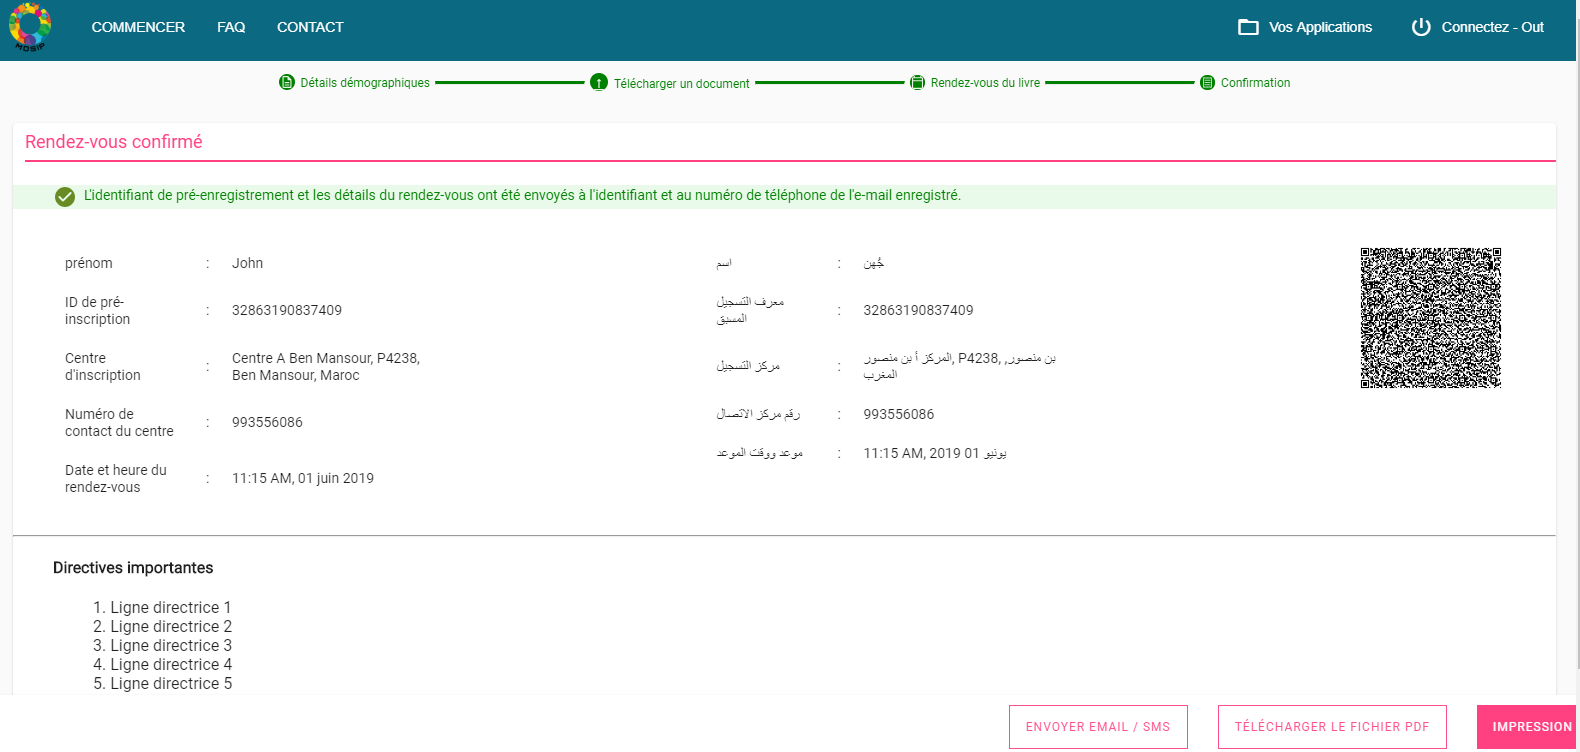 MOSIP
COMMENCER FAQ CONTACT Vos Applications Connectez - Out
Détails démographiques Télécharger un document Rendez-vous du livre Confirmation
Rendez-vous confirmé
L'identifiant de pré-enregistrement et les détails du rendez-vous ont été envoyés à l'identifiant et au numéro de téléphone de l'e-mail enregistré.
prénom : John
ID de pré-
inscription : 32863190837409
Centre
d'inscription : Centre A Ben Mansour, P4238,
Ben Mansour, Maroc
Numéro de
contact du centre : 993556086
Date et heure du
rendez-vous : 11:15 AM, 01 juin 2019
اسم : جُهن
معرف التسجيل
المسبق : 32863190837409
مركز التسجيل : المركز أ بن منصور, P4238, بن منصور,
المغرب
رقم مركز الاتصال : 993556086
موعد ووقت الموعد : 11:15 AM, 2019 يونيو 01
Directives importantes
1. Ligne directrice 1
2. Ligne directrice 2
3. Ligne directrice 3
4. Ligne directrice 4
5. Ligne directrice 5
ENVOYER EMAIL / SMS TÉLÉCHARGER LE FICHIER PDF IMPRESSION